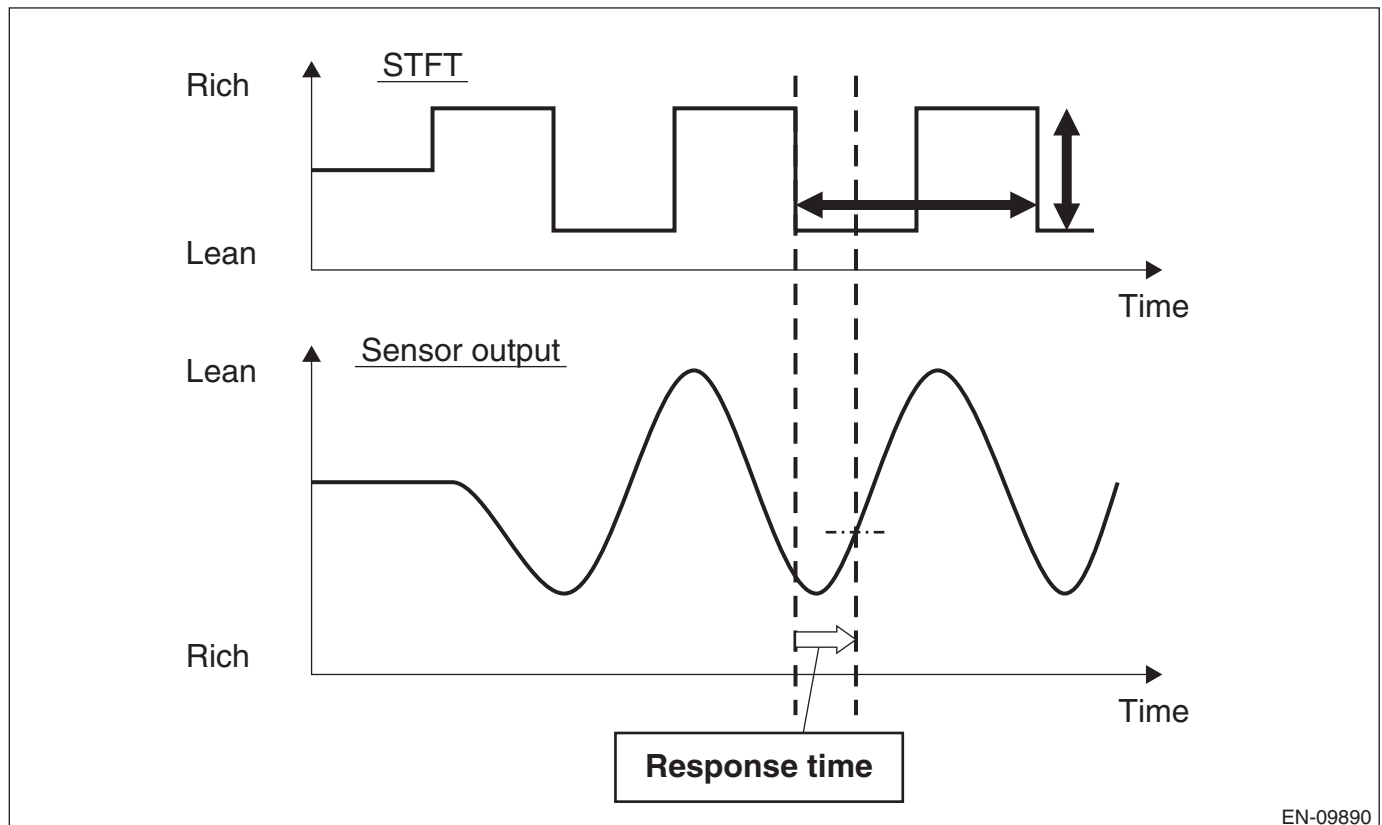 STFT
Rich
Lean
Time
Sensor output
Lean
Rich
Time
Response time
EN-09890